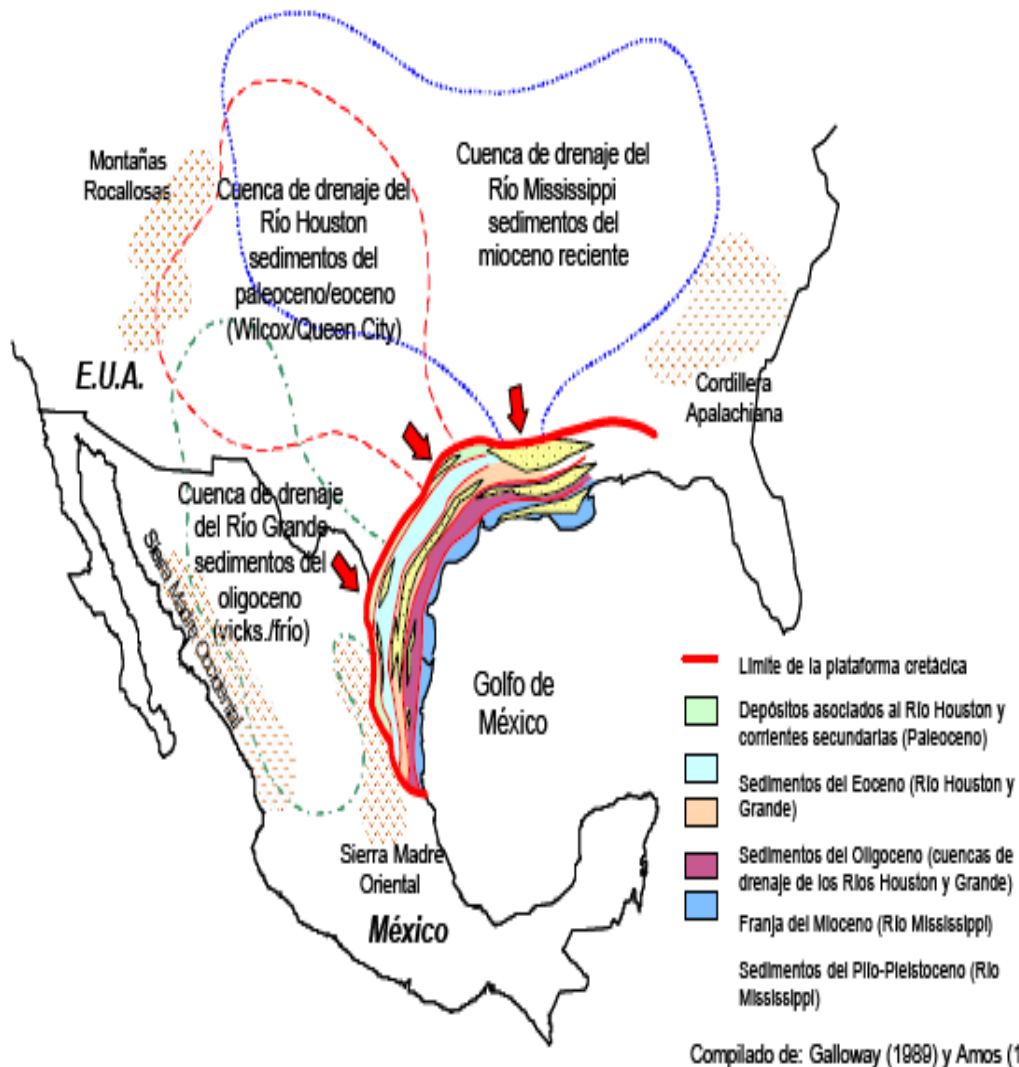 Montañas
Rocallosas
Cuenca de drenaje del
Río Houston
sedimentos del
paleoceno/eoceno
(Wilcox/Queen City)
Cuenca de drenaje del
Río Mississippi
sedimentos del
mioceno reciente
E.U.A.
Cordillera
Apalachiana
Cuenca de drenaje
del Río Grande
sedimentos del
oligoceno
(vicks./frío)
Sierra Madre Occidental
Golfo de
México
Sierra Madre
Oriental
México
Límite de la plataforma cretácica
Depósitos asociados al Río Houston y
corrientes secundarias (Paleoceno)
Sedimentos del Eoceno (Río Houston y
Grande)
Sedimentos del Oligoceno (cuencas de
drenaje de los Ríos Houston y Grande)
Franja del Mioceno (Río Mississippi)
Sedimentos del Plio-Pleistoceno (Río
Mississippi)
Compilado de: Galloway (1989) y Amos (1